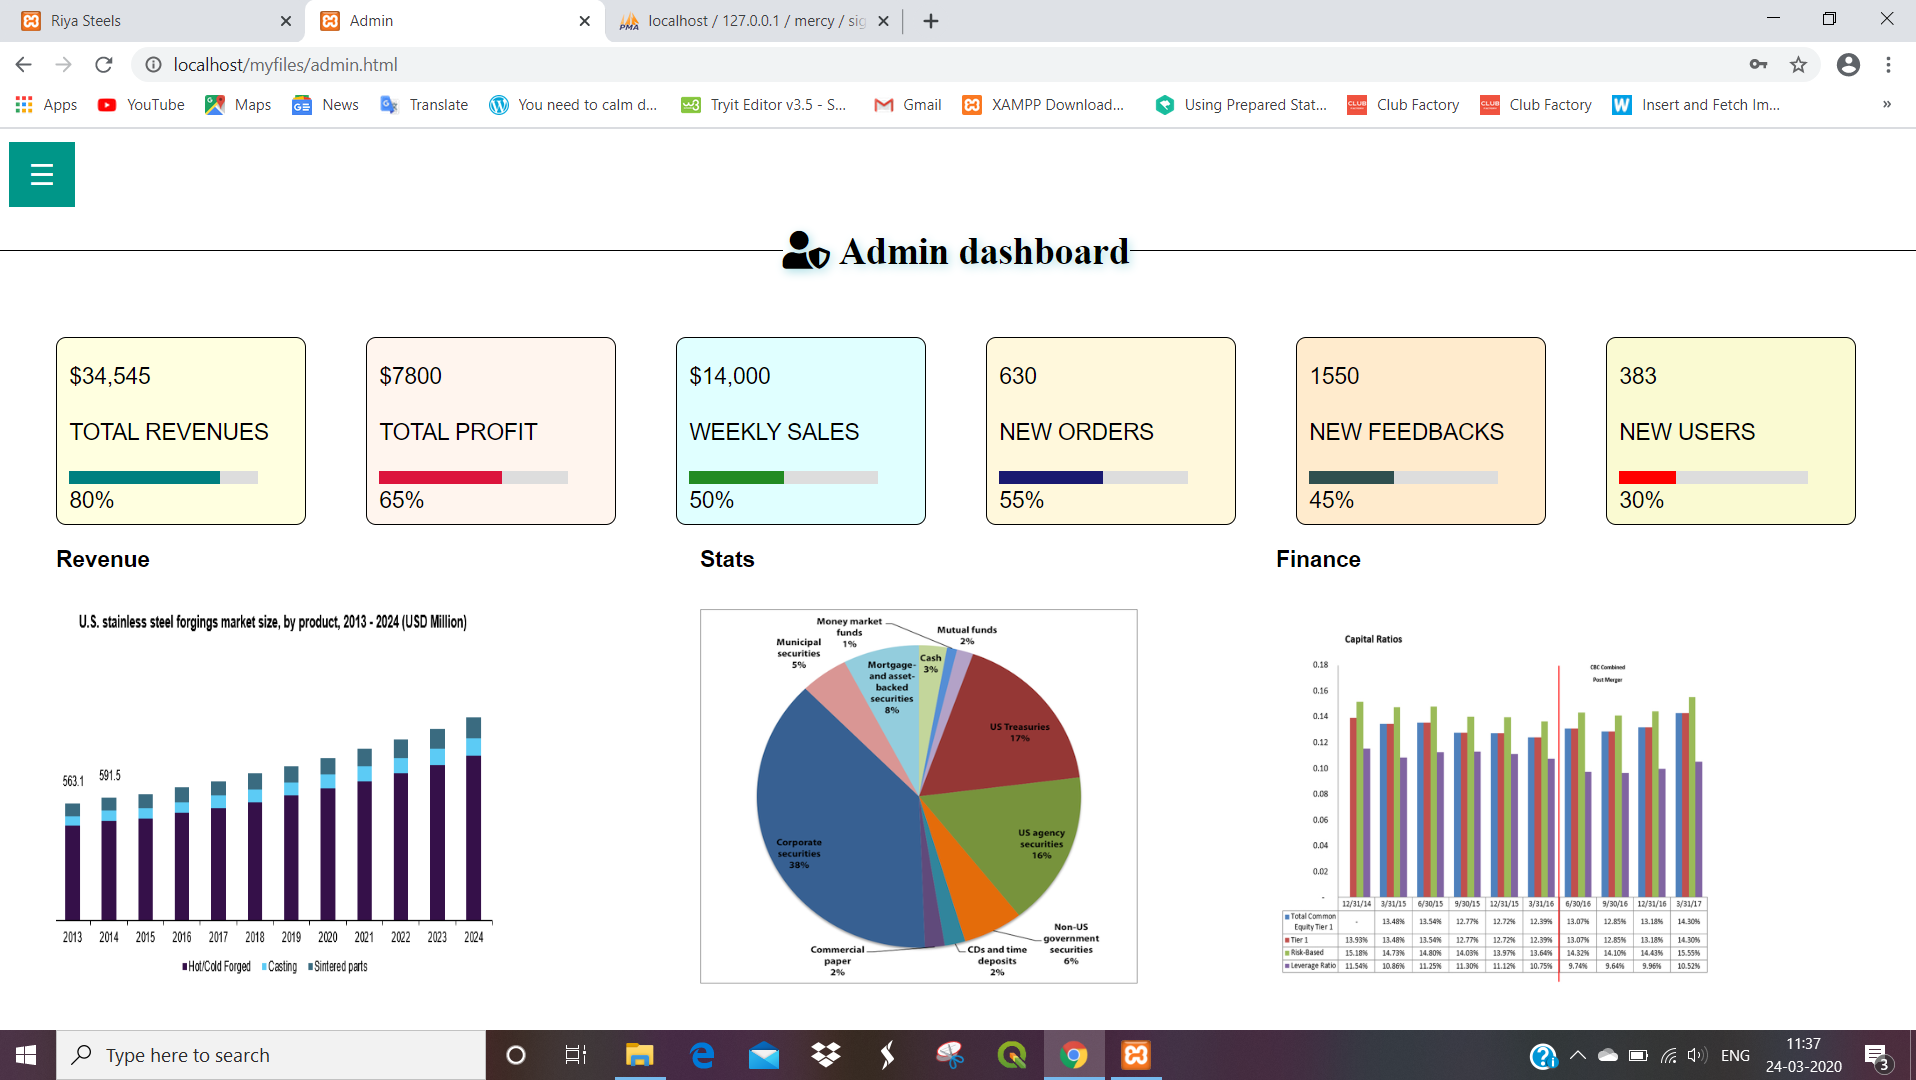 Riya Steels
Admin
localhost / 127.0.0.1 / mercy / sig
localhost/myfiles/admin.html
Apps
YouTube
Maps
News
Translate
You need to calm d...
Tryit Editor v3.5 - S...
Gmail
XAMPP Download...
Using Prepared Stat...
Club Factory
Club Factory
Insert and Fetch Im...
»
Admin dashboard
$34,545
TOTAL REVENUES
80%
$7800
TOTAL PROFIT
65%
$14,000
WEEKLY SALES
50%
630
NEW ORDERS
55%
1550
NEW FEEDBACKS
45%
383
NEW USERS
30%
Revenue
U.S. stainless steel forgings market size, by product, 2013 - 2024 (USD Million)
563.1 591.5
2013 2014 2015 2016 2017 2018 2019 2020 2021 2022 2023 2024
Hot/Cold Forged Casting Sintered parts
Stats
Money market
funds
1%
Mutual funds
2%
Municipal
securities
5%
Mortgage-
and asset-
backed
securities
8%
Cash
3%
US Treasuries
17%
US agency
securities
16%
Corporate
securities
38%
Non-US
government
securities
6%
Commercial
paper
2%
CDs and time
deposits
2%
Finance
Capital Ratios
CBC Combined
Post Merger
0.18
0.16
0.14
0.12
0.10
0.08
0.06
0.04
0.02
-
12/31/14 3/31/15 6/30/15 9/30/15 12/31/15 3/31/16 6/30/16 9/30/16 12/31/16 3/31/17
Total Common
Equity Tier 1
- 13.48% 13.54% 12.77% 12.72% 12.39% 13.07% 12.85% 13.18% 14.30%
Tier 1 13.93% 13.48% 13.54% 12.77% 12.72% 12.39% 13.07% 12.85% 13.18% 14.30%
Risk-Based 15.18% 14.73% 14.80% 14.03% 13.97% 13.64% 14.32% 14.10% 14.43% 15.55%
Leverage Ratio 11.54% 10.86% 11.25% 11.30% 11.12% 10.75% 9.74% 9.64% 9.96% 10.52%
Type here to search
ENG
11:37
24-03-2020
3